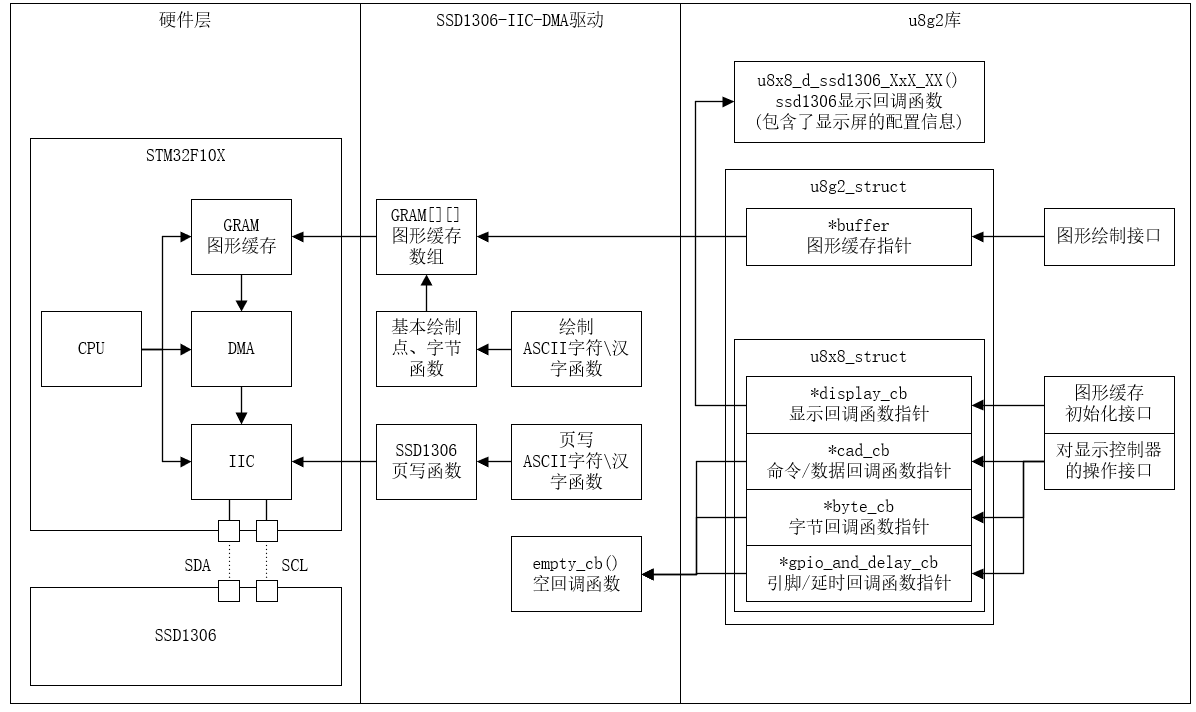 硬件层
SSD1306-IIC-DMA驱动
u8g2库
STM32F10X
GRAM
图形缓存
CPU
DMA
IIC
SDA
SCL
SSD1306
GRAM[][]
图形缓存
数组
基本绘制
点、字节
函数
绘制
ASCII字符\汉
字函数
SSD1306
页写函数
页写
ASCII字符\汉
字函数
empty_cb()
空回调函数
u8x8_d_ssd1306_XxX_XX()
ssd1306显示回调函数
(包含了显示屏的配置信息)
u8g2_struct
*buffer
图形缓存指针
图形绘制接口
u8x8_struct
*display_cb
显示回调函数指针
*cad_cb
命令/数据回调函数指针
*byte_cb
字节回调函数指针
*gpio_and_delay_cb
引脚/延时回调函数指针
图形缓存
初始化接口
对显示控制器
的操作接口